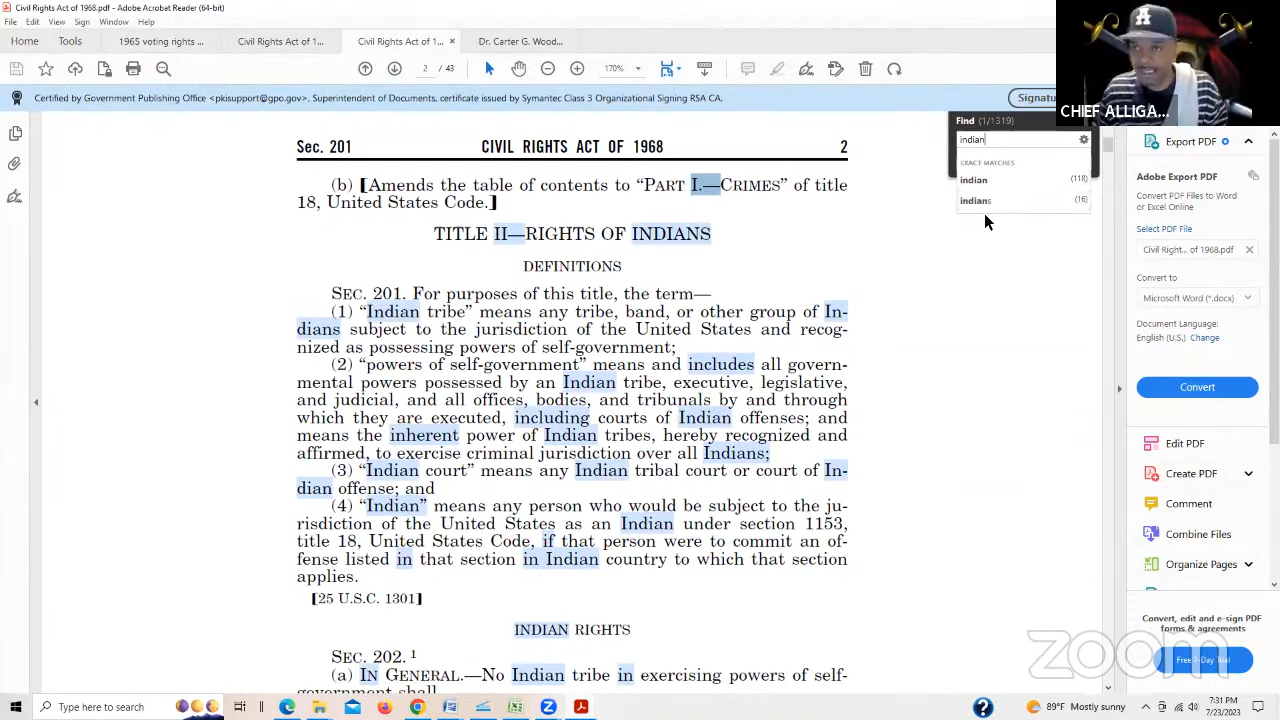 Civil Rights Act of 1968.pdf - Adobe Acrobat Reader (64-bit)
File Edit View Sign Window Help
Home Tools 1965 voting rights ... Civil Rights Act of 1... Civil Rights Act of 1... × Dr. Carter G. Wood...
2 / 43 170%
Certified by Government Publishing Office <pkisupport@gpo.gov>, Superintendent of Documents, certificate issued by Symantec Class 3 Organizational Signing RSA CA.
Signatu
CHIEF ALLIGA...
Find (1/1319)
indian
EXACT MATCHES
indian (118)
indians (16)
Sec. 201 CIVIL RIGHTS ACT OF 1968 2
(b) [Amends the table of contents to “PART I.—CRIMES” of title
18, United States Code.]
TITLE II—RIGHTS OF INDIANS
DEFINITIONS
SEC. 201. For purposes of this title, the term—
(1) “Indian tribe” means any tribe, band, or other group of In-
dians subject to the jurisdiction of the United States and recog-
nized as possessing powers of self-government;
(2) “powers of self-government” means and includes all govern-
mental powers possessed by an Indian tribe, executive, legislative,
and judicial, and all offices, bodies, and tribunals by and through
which they are executed, including courts of Indian offenses; and
means the inherent power of Indian tribes, hereby recognized and
affirmed, to exercise criminal jurisdiction over all Indians;
(3) “Indian court” means any Indian tribal court or court of In-
dian offense; and
(4) “Indian” means any person who would be subject to the ju-
risdiction of the United States as an Indian under section 1153,
title 18, United States Code, if that person were to commit an of-
fense listed in that section in Indian country to which that section
applies.
[25 U.S.C. 1301]
INDIAN RIGHTS
SEC. 202. 1
(a) IN GENERAL.—No Indian tribe in exercising powers of self-
government shall
Export PDF
Adobe Export PDF
Convert PDF Files to Word
or Excel Online
Select PDF File
Civil Right... of 1968.pdf ×
Convert to
Microsoft Word (*.docx)
Document Language:
English (U.S.) Change
Convert
Edit PDF
Create PDF
Comment
Combine Files
Organize Pages
Convert, edit and e-sign PDF
forms & agreements
Free 7-Day Trial
zoom
Type here to search
89°F Mostly sunny
7:31 PM
7/23/2023